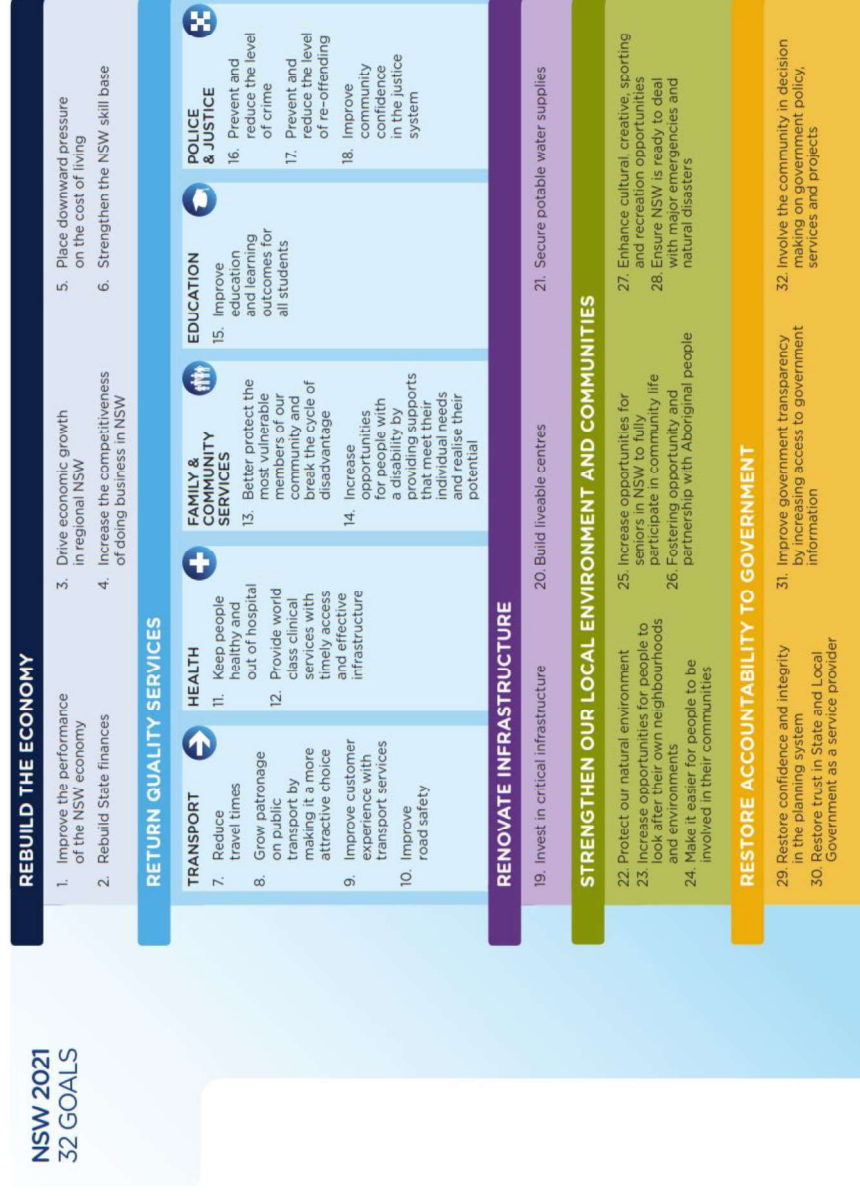 NSW 2021
32 GOALS
REBUILD THE ECONOMY
1. Improve the performance
of the NSW economy
2. Rebuild State finances
3. Drive economic growth
in regional NSW
4. Increase the competitiveness
of doing business in NSW
5. Place downward pressure
on the cost of living
6. Strengthen the NSW skill base
RETURN QUALITY SERVICES
TRANSPORT
7. Reduce
travel times
8. Grow patronage
on public
transport by
making it a more
attractive choice
9. Improve customer
experience with
transport services
10. Improve
road safety
HEALTH
11. Keep people
healthy and
out of hospital
12. Provide world
class clinical
services with
timely access
and effective
infrastructure
FAMILY &
COMMUNITY
SERVICES
13. Better protect the
most vulnerable
members of our
community and
break the cycle of
disadvantage
14. Increase
opportunities
for people with
a disability by
providing supports
that meet their
individual needs
and realise their
potential
EDUCATION
15. Improve
education
and learning
outcomes for
all students
POLICE
& JUSTICE
16. Prevent and
reduce the level
of crime
17. Prevent and
reduce the level
of re-offending
18. Improve
community
confidence
in the justice
system
RENOVATE INFRASTRUCTURE
19. Invest in critical infrastructure
20. Build liveable centres
21. Secure potable water supplies
STRENGTHEN OUR LOCAL ENVIRONMENT AND COMMUNITIES
22. Protect our natural environment
23. Increase opportunities for people to
look after their own neighbourhoods
and environments
24. Make it easier for people to be
involved in their communities
25. Increase opportunities for
seniors in NSW to fully
participate in community life
26. Fostering opportunity and
partnership with Aboriginal people
27. Enhance cultural, creative, sporting
and recreation opportunities
28. Ensure NSW is ready to deal
with major emergencies and
natural disasters
RESTORE ACCOUNTABILITY TO GOVERNMENT
29. Restore confidence and integrity
in the planning system
30. Restore trust in State and Local
Government as a service provider
31. Improve government transparency
by increasing access to government
information
32. Involve the community in decision
making on government policy,
services and projects